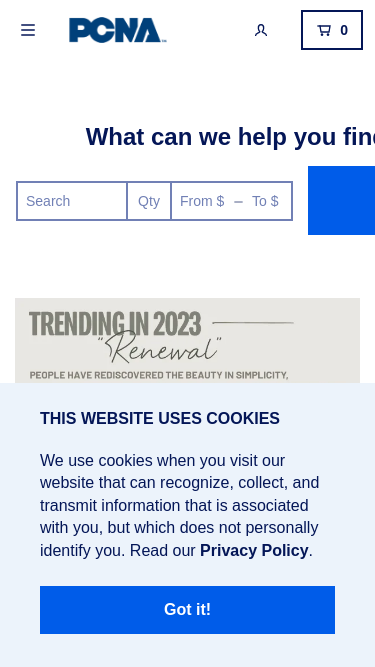 PCNA
0
What can we help you find
Search Qty From $ – To $
TRENDING IN 2023
"Renewal"
PEOPLE HAVE REDISCOVERED THE BEAUTY IN SIMPLICITY,
THIS WEBSITE USES COOKIES
We use cookies when you visit our
website that can recognize, collect, and
transmit information that is associated
with you, but which does not personally
identify you. Read our Privacy Policy.
Got it!